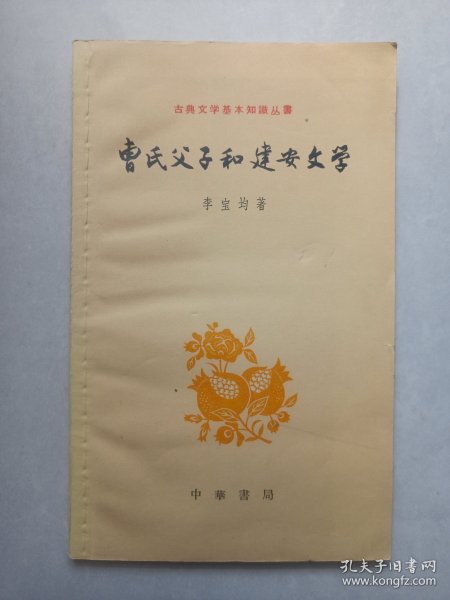 古典文学基本知識丛書
曹氏父子和建安文学
李宝均著
中華書局
孔夫子旧书网
www.kongfz.com